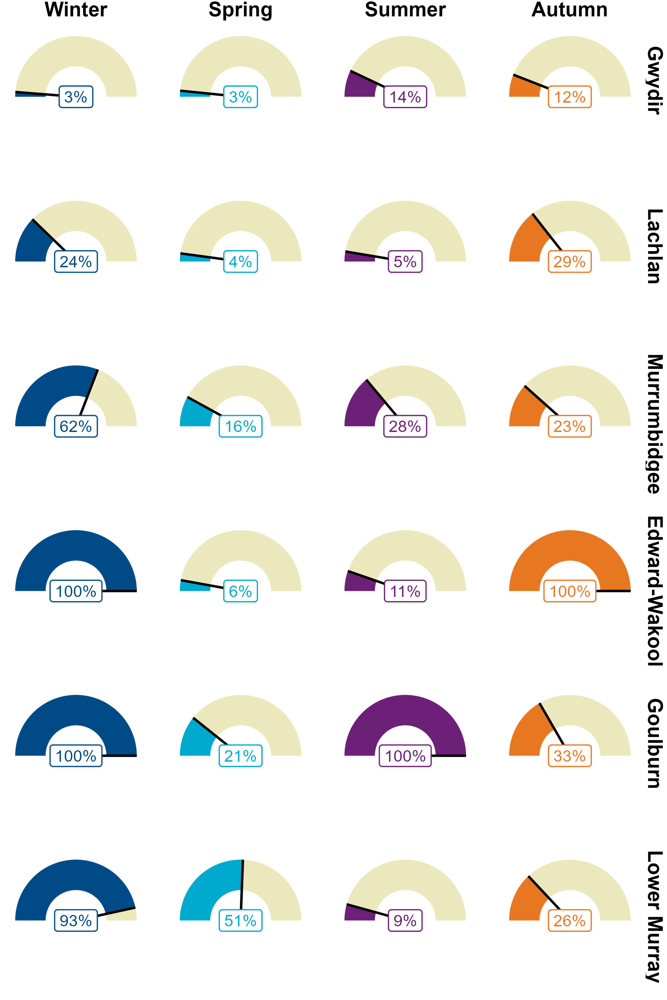 Winter Spring Summer Autumn
3% 3% 14% 12% Gwydir
24% 4% 5% 29% Lachlan
62% 16% 28% 23% Murrumbidgee
100% 6% 11% 100% Edward-Wakool
100% 21% 100% 33% Goulburn
93% 51% 9% 26% Lower Murray